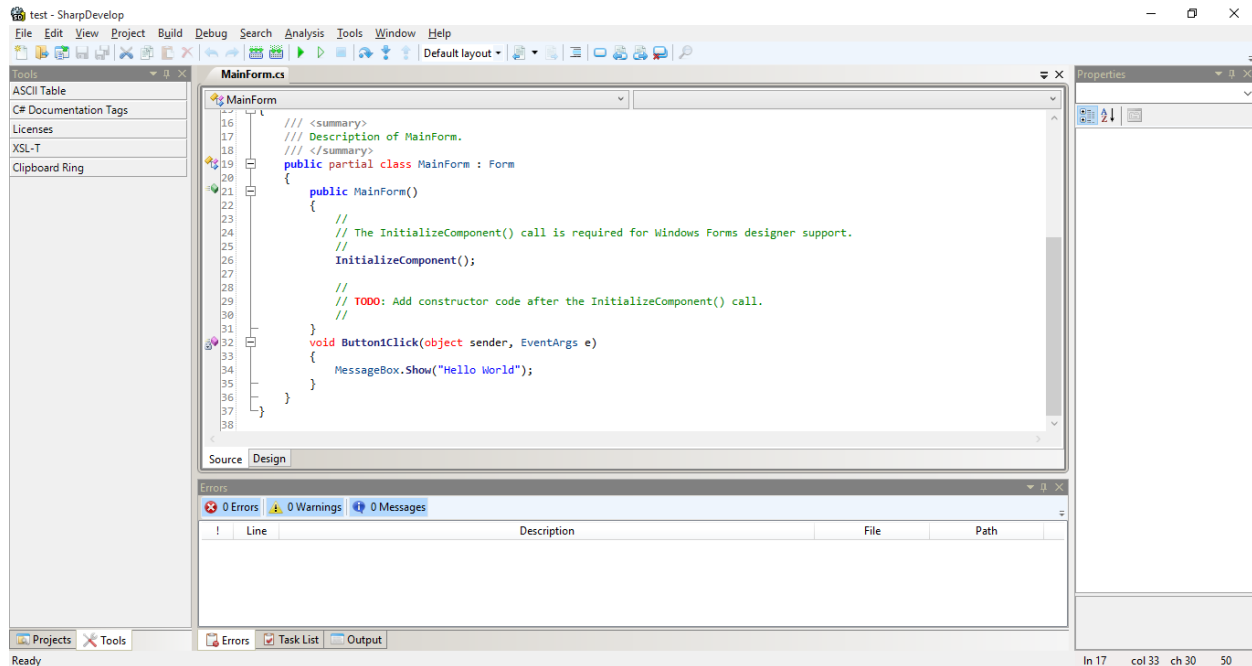 test - SharpDevelop
File Edit View Project Build Debug Search Analysis Tools Window Help
Default layout
Tools
ASCII Table
C# Documentation Tags
Licenses
XSL-T
Clipboard Ring
Projects Tools
MainForm.cs
MainForm
15 {
16 /// <summary>
17 /// Description of MainForm.
18 /// </summary>
19 public partial class MainForm : Form
20 {
21 public MainForm()
22 {
23 //
24 // The InitializeComponent() call is required for Windows Forms designer support.
25 //
26 InitializeComponent();
27
28 //
29 // TODO: Add constructor code after the InitializeComponent() call.
30 //
31 }
32 void Button1Click(object sender, EventArgs e)
33 {
34 MessageBox.Show("Hello World");
35 }
36 }
37 }
38
Source Design
Errors
0 Errors 0 Warnings 0 Messages
! Line Description File Path
Errors Task List Output
Properties
Ready
ln 17 col 33 ch 30 50